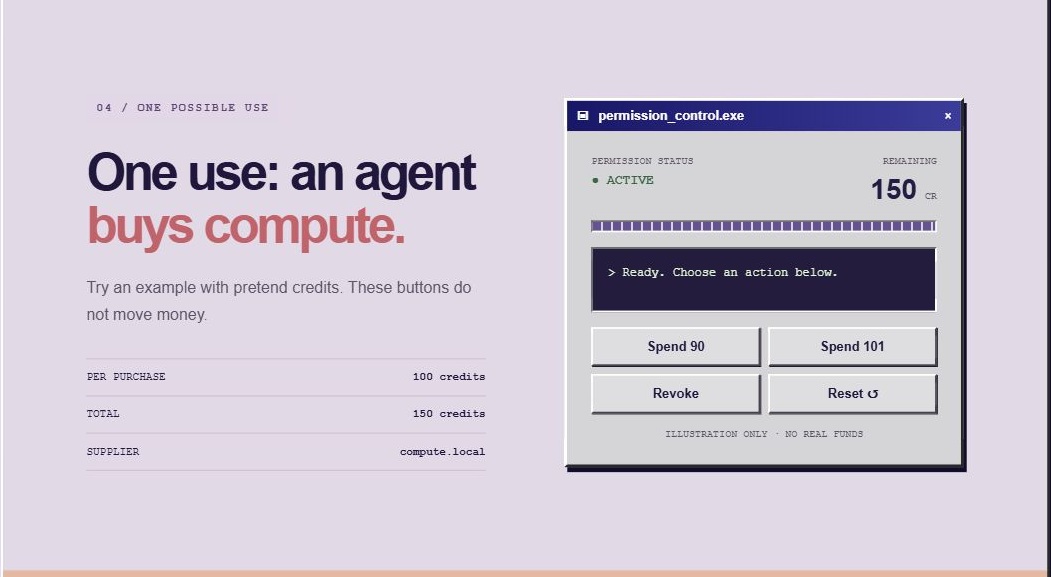 04 / ONE POSSIBLE USE
One use: an agent
buys compute.
Try an example with pretend credits. These buttons do
not move money.
PER PURCHASE 100 credits
TOTAL 150 credits
SUPPLIER compute.local
permission_control.exe ×
PERMISSION STATUS REMAINING
● ACTIVE 150 CR
> Ready. Choose an action below.
Spend 90 Spend 101
Revoke Reset ↺
ILLUSTRATION ONLY · NO REAL FUNDS